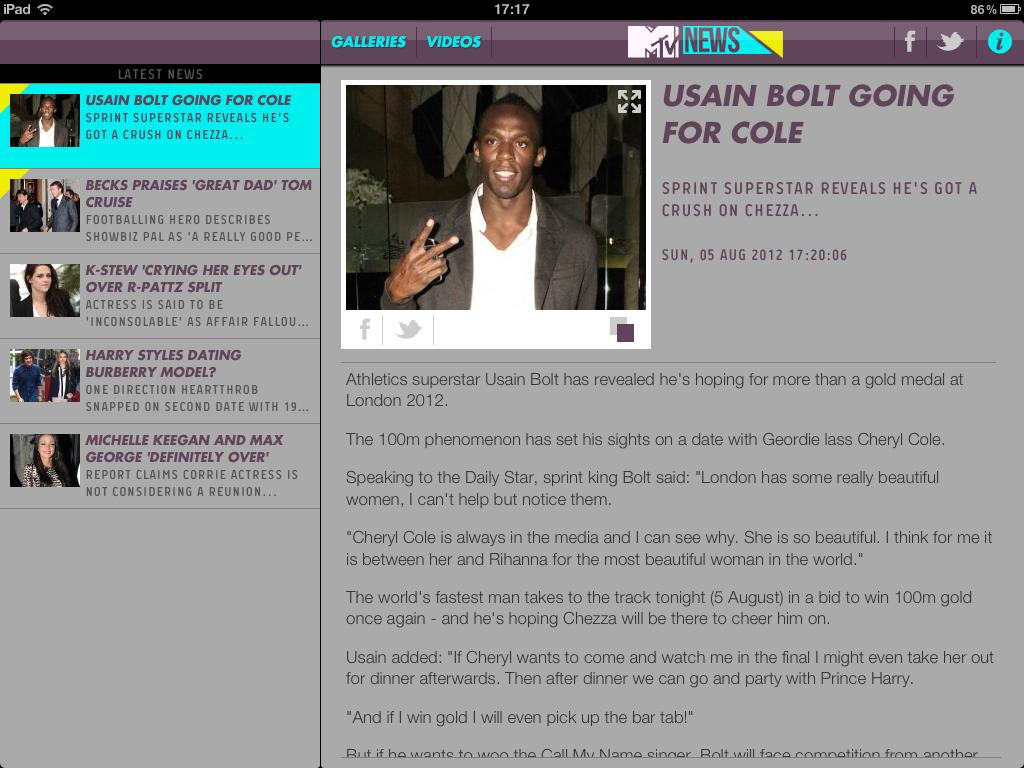 iPad
17:17
86%
GALLERIES
VIDEOS
MTV NEWS
f
i
LATEST NEWS
USAIN BOLT GOING FOR COLE
SPRINT SUPERSTAR REVEALS HE'S
GOT A CRUSH ON CHEZZA...
BECKS PRAISES 'GREAT DAD' TOM
CRUISE
FOOTBALLING HERO DESCRIBES
SHOWBIZ PAL AS 'A REALLY GOOD PE...
K-STEW 'CRYING HER EYES OUT'
OVER R-PATTZ SPLIT
ACTRESS IS SAID TO BE
'INCONSOLABLE' AS AFFAIR FALLOU...
HARRY STYLES DATING
BURBERRY MODEL?
ONE DIRECTION HEARTTHROB
SNAPPED ON SECOND DATE WITH 19...
MICHELLE KEEGAN AND MAX
GEORGE 'DEFINITELY OVER'
REPORT CLAIMS CORRIE ACTRESS IS
NOT CONSIDERING A REUNION...
USAIN BOLT GOING
FOR COLE
SPRINT SUPERSTAR REVEALS HE'S GOT A
CRUSH ON CHEZZA...
SUN, 05 AUG 2012 17:20:06
f
Athletics superstar Usain Bolt has revealed he's hoping for more than a gold medal at
London 2012.
The 100m phenomenon has set his sights on a date with Geordie lass Cheryl Cole.
Speaking to the Daily Star, sprint king Bolt said: "London has some really beautiful
women, I can't help but notice them.
"Cheryl Cole is always in the media and I can see why. She is so beautiful. I think for me it
is between her and Rihanna for the most beautiful woman in the world."
The world's fastest man takes to the track tonight (5 August) in a bid to win 100m gold
once again - and he's hoping Chezza will be there to cheer him on.
Usain added: "If Cheryl wants to come and watch me in the final I might even take her out
for dinner afterwards. Then after dinner we can go and party with Prince Harry.
"And if I win gold I will even pick up the bar tab!"
But if he wants to woo the Call My Name singer, Bolt will face competition from another